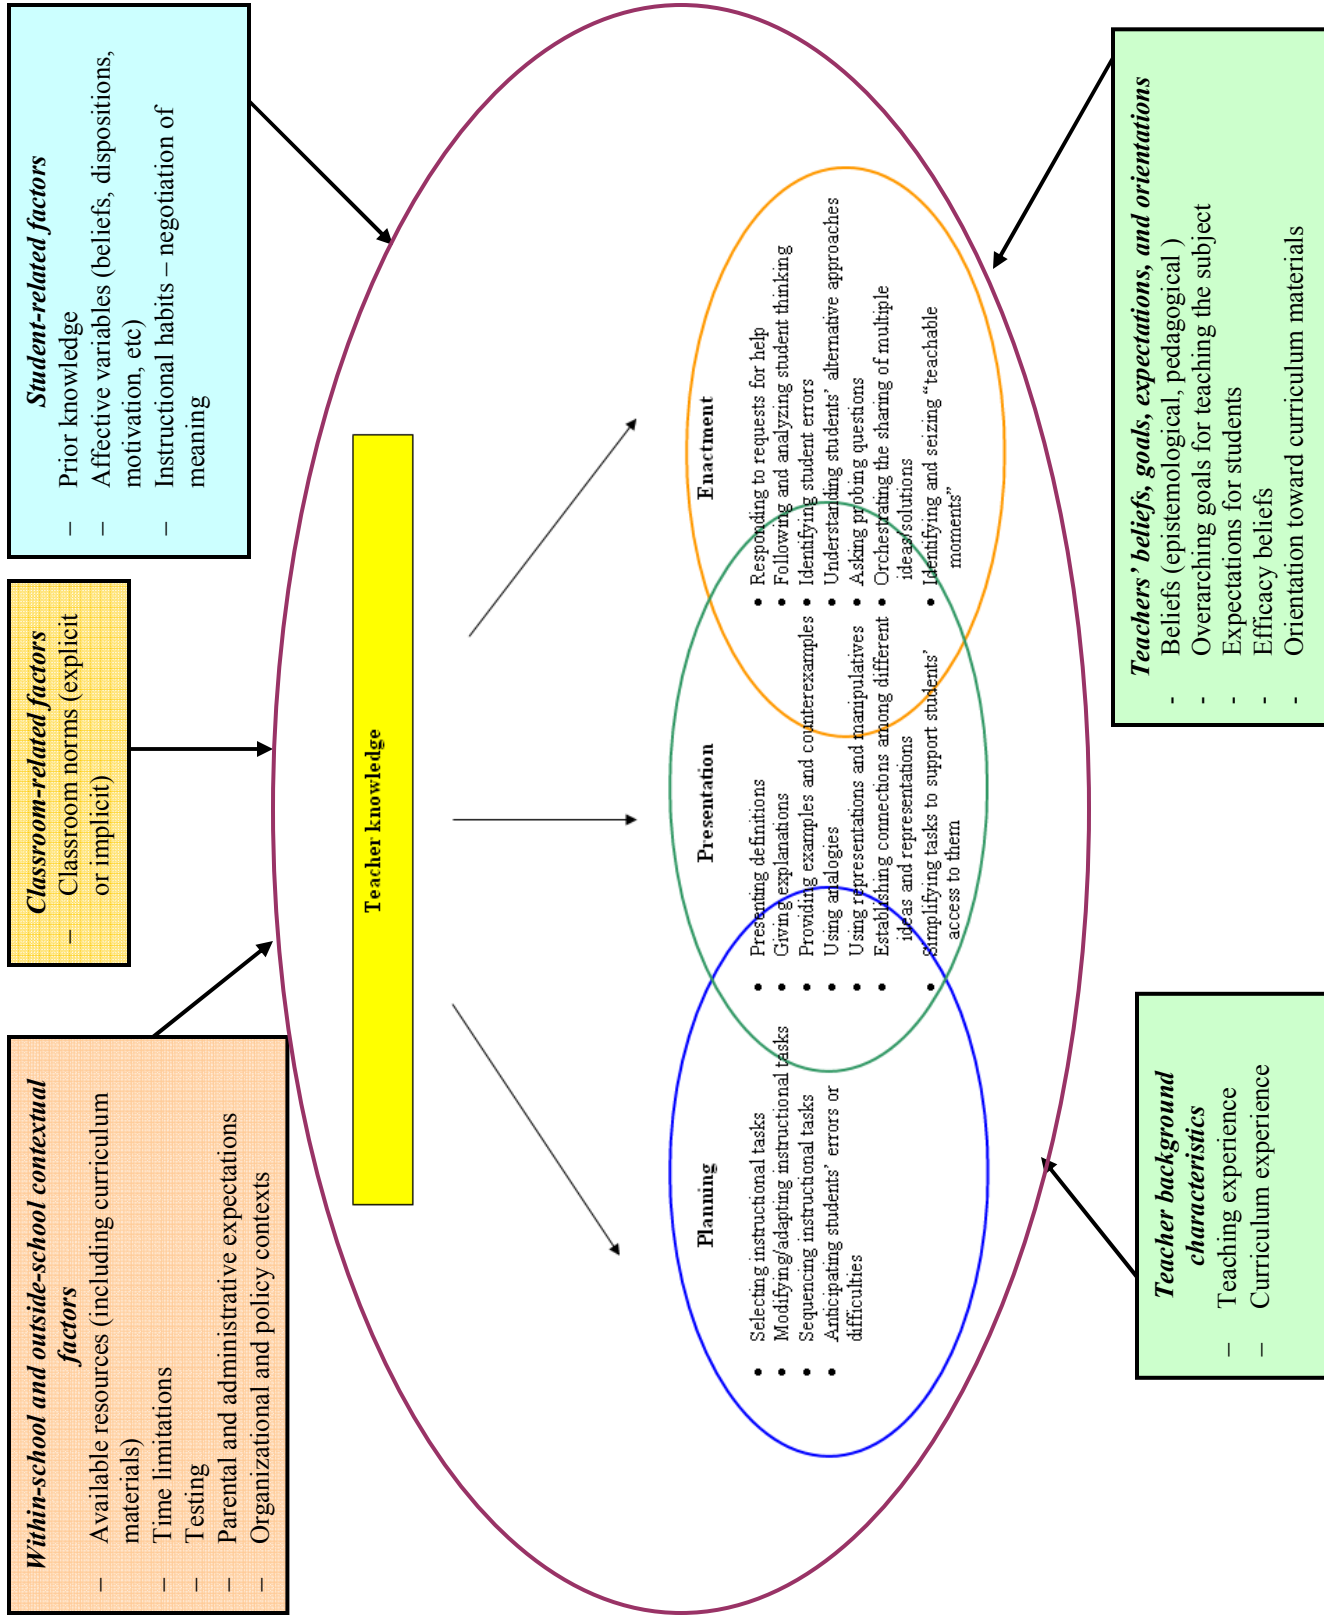 Within-school and outside-school contextual
factors
– Available resources (including curriculum
materials)
– Time limitations
– Testing
– Parental and administrative expectations
– Organizational and policy contexts
Classroom-related factors
– Classroom norms (explicit
or implicit)
Student-related factors
– Prior knowledge
– Affective variables (beliefs, dispositions,
motivation, etc)
– Instructional habits – negotiation of
meaning
Teacher knowledge
Planning
• Selecting instructional tasks
• Modifying/adapting instructional tasks
• Sequencing instructional tasks
• Anticipating students’ errors or
difficulties
Presentation
• Presenting definitions
• Giving explanations
• Providing examples and counterexamples
• Using analogies
• Using representations and manipulatives
• Establishing connections among different
ideas and representations
• Simplifying tasks to support students’
access to them
Enactment
• Responding to requests for help
• Following and analyzing student thinking
• Identifying student errors
• Understanding students’ alternative approaches
• Asking probing questions
• Orchestrating the sharing of multiple
ideas/solutions
• Identifying and seizing “teachable
moments”
Teacher background
characteristics
– Teaching experience
– Curriculum experience
Teachers’ beliefs, goals, expectations, and orientations
- Beliefs (epistemological, pedagogical )
- Overarching goals for teaching the subject
- Expectations for students
- Efficacy beliefs
- Orientation toward curriculum materials